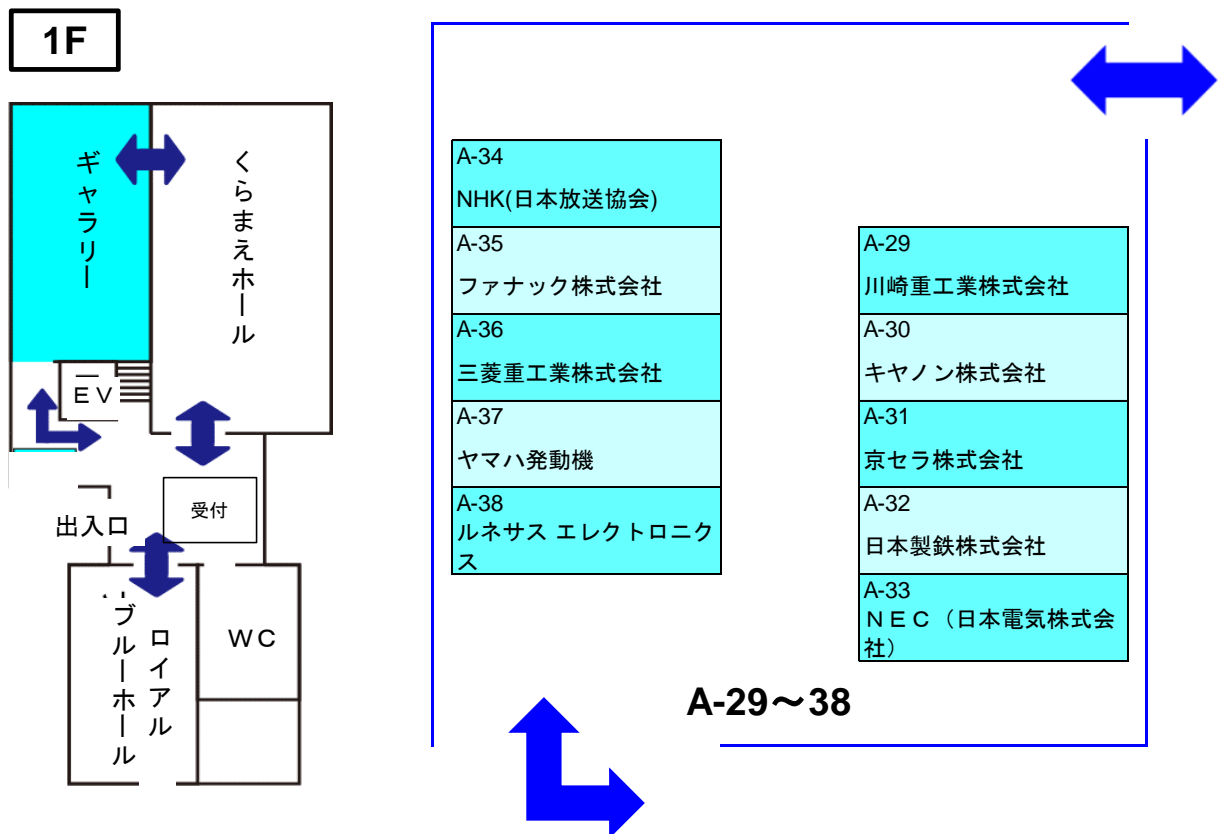 1F
ギャラリー
くらまえホール
ＥＶ
受付
出入口
ロイアル
ブルーホール
ＷＣ
A-34
NHK(日本放送協会)
A-35
ファナック株式会社
A-36
三菱重工業株式会社
A-37
ヤマハ発動機
A-38
ルネサス エレクトロニク
ス
A-29
川崎重工業株式会社
A-30
キヤノン株式会社
A-31
京セラ株式会社
A-32
日本製鉄株式会社
A-33
ＮＥＣ（日本電気株式会
社）
A-29～38